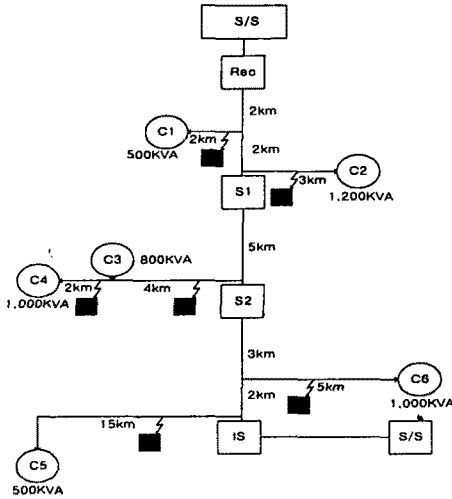 S/S
Rec
2km
C1
2km
500KVA
2km
C2
3km
S1
1,200KVA
5km
C3
800KVA
C4
2km
4km
1,000KVA
S2
3km
C6
2km
5km
1,000KVA
15km
IS
S/S
C5
500KVA